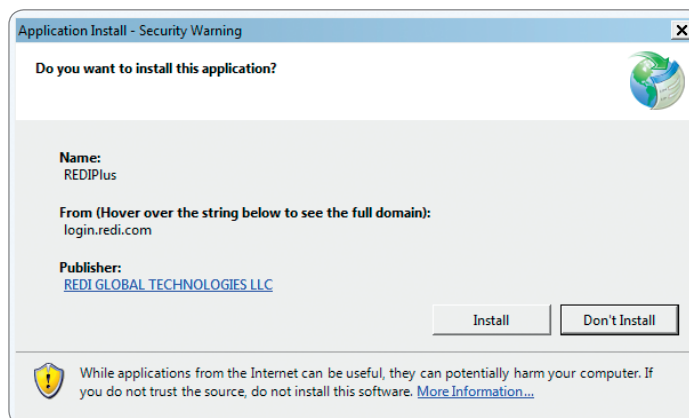 Application Install - Security Warning
Do you want to install this application?
Name:
REDIPlus
From (Hover over the string below to see the full domain):
login.redi.com
Publisher:
REDI GLOBAL TECHNOLOGIES LLC
Install
Don't Install
While applications from the Internet can be useful, they can potentially harm your computer. If
you do not trust the source, do not install this software. More Information...